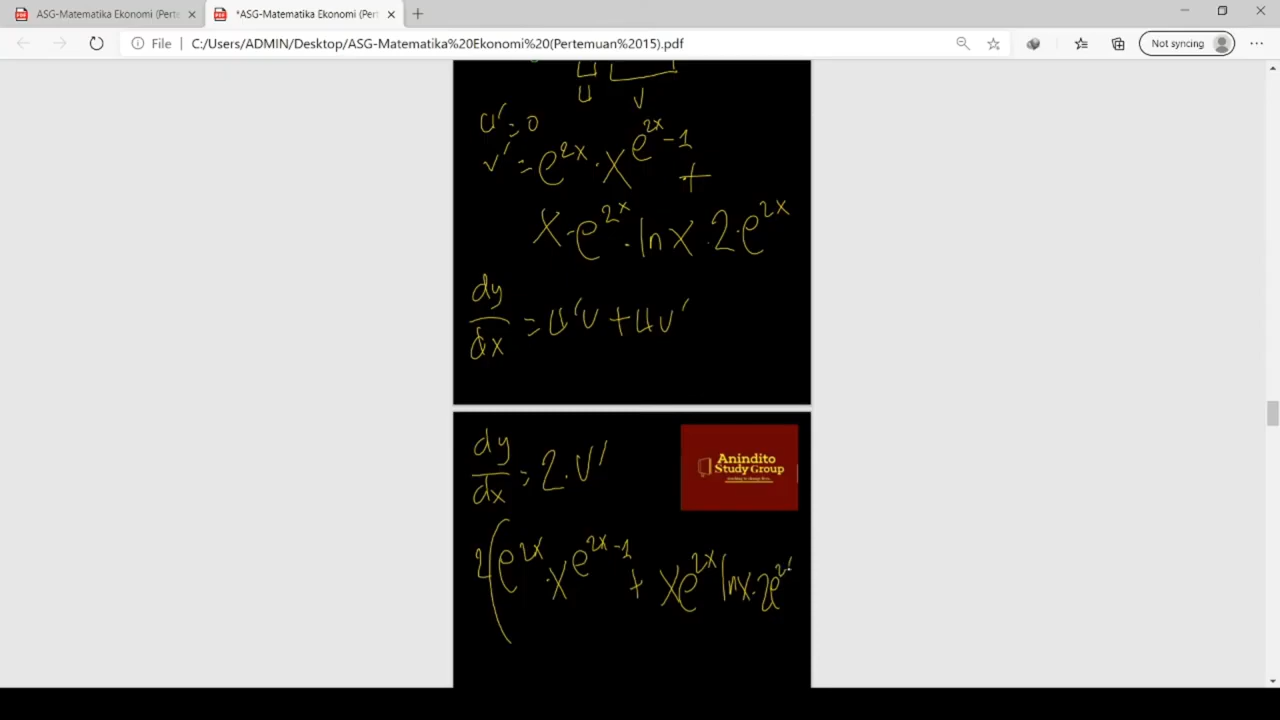 ASG-Matematika Ekonomi (Perte
*ASG-Matematika Ekonomi (Pert
File | C:/Users/ADMIN/Desktop/ASG-Matematika%20Ekonomi%20(Pertemuan%2015).pdf
Not syncing
u v
u' = 0
v' = e^{2x} · x^{e^{2x}-1} +
x · e^{2x} · ln x · 2 · e^{2x}
dy/dx = u'v + uv'
dy/dx = 2 · v'
Anindito
Study Group
2(e^{2x} · x^{e^{2x}-1} + xe^{2x} ln x · 2e^{2x}